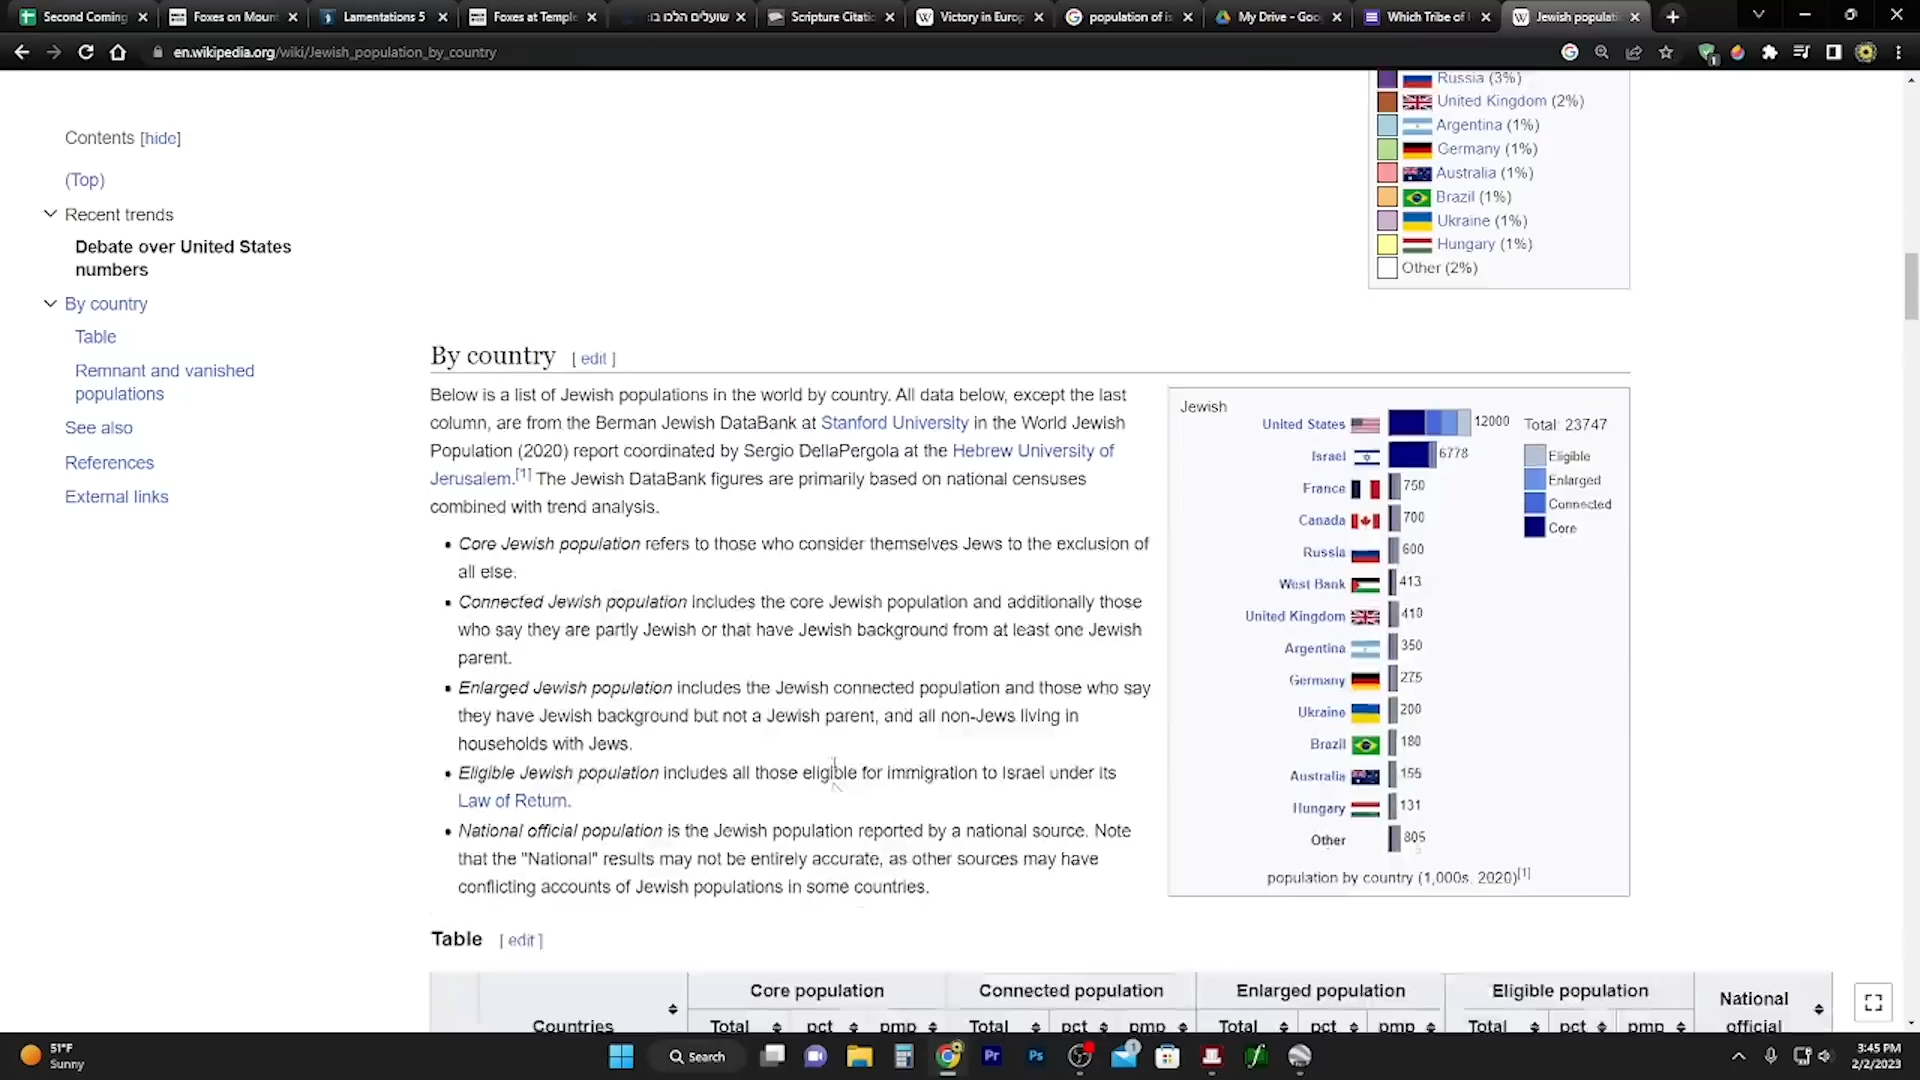 Second Coming
Foxes on Moun
Lamentations 5
Foxes at Temple
שועלים הלכו בו:
Scripture Citatic
Victory in Europ
population of is
My Drive - Goo
Which Tribe of I
Jewish populati
en.wikipedia.org/wiki/Jewish_population_by_country
Russia (3%)
United Kingdom (2%)
Argentina (1%)
Germany (1%)
Australia (1%)
Brazil (1%)
Ukraine (1%)
Hungary (1%)
Other (2%)
Contents [hide]
(Top)
Recent trends
Debate over United States
numbers
By country
Table
Remnant and vanished
populations
See also
References
External links
By country [ edit ]
Below is a list of Jewish populations in the world by country. All data below, except the last
column, are from the Berman Jewish DataBank at Stanford University in the World Jewish
Population (2020) report coordinated by Sergio DellaPergola at the Hebrew University of
Jerusalem.[1] The Jewish DataBank figures are primarily based on national censuses
combined with trend analysis.
• Core Jewish population refers to those who consider themselves Jews to the exclusion of
all else.
• Connected Jewish population includes the core Jewish population and additionally those
who say they are partly Jewish or that have Jewish background from at least one Jewish
parent.
• Enlarged Jewish population includes the Jewish connected population and those who say
they have Jewish background but not a Jewish parent, and all non-Jews living in
households with Jews.
• Eligible Jewish population includes all those eligible for immigration to Israel under its
Law of Return.
• National official population is the Jewish population reported by a national source. Note
that the "National" results may not be entirely accurate, as other sources may have
conflicting accounts of Jewish populations in some countries.
Jewish
United States 12000
Israel 6778
France 750
Canada 700
Russia 600
West Bank 413
United Kingdom 410
Argentina 350
Germany 275
Ukraine 200
Brazil 180
Australia 155
Hungary 131
Other 805
Total: 23747
Eligible
Enlarged
Connected
Core
population by country (1,000s, 2020)[1]
Table [ edit ]
Core population Connected population Enlarged population Eligible population National
official
Countries Total pct pmp Total pct pmp Total pct pmp Total pct pmp
51°F
Sunny
Search
Pr
Ps
1
3:45 PM
2/2/2023